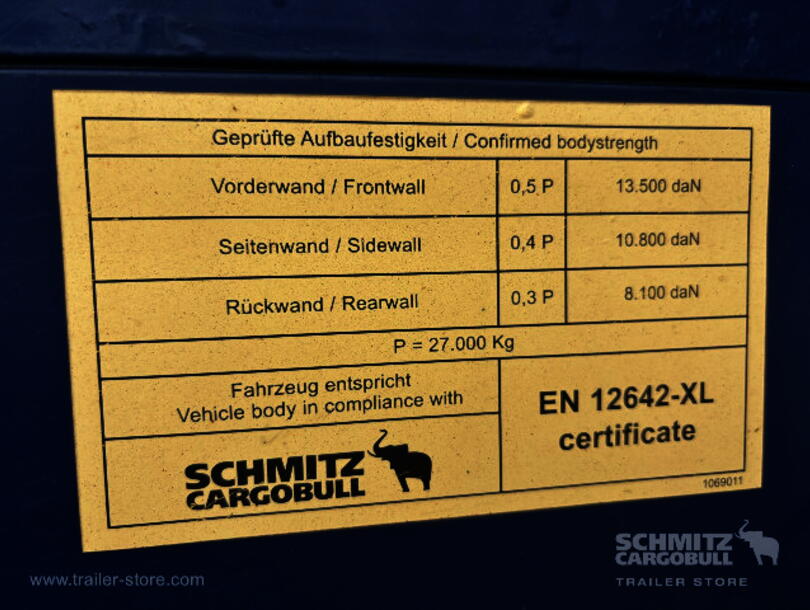 Geprüfte Aufbaufestigkeit / Confirmed bodystrength
Vorderwand / Frontwall 0,5 P 13.500 daN
Seitenwand / Sidewall 0,4 P 10.800 daN
Rückwand / Rearwall 0,3 P 8.100 daN
P = 27.000 Kg
Fahrzeug entspricht
Vehicle body in compliance with
EN 12642-XL
certificate
SCHMITZ
CARGOBULL
1069011
SCHMITZ
CARGOBULL
TRAILER STORE
www.trailer-store.com